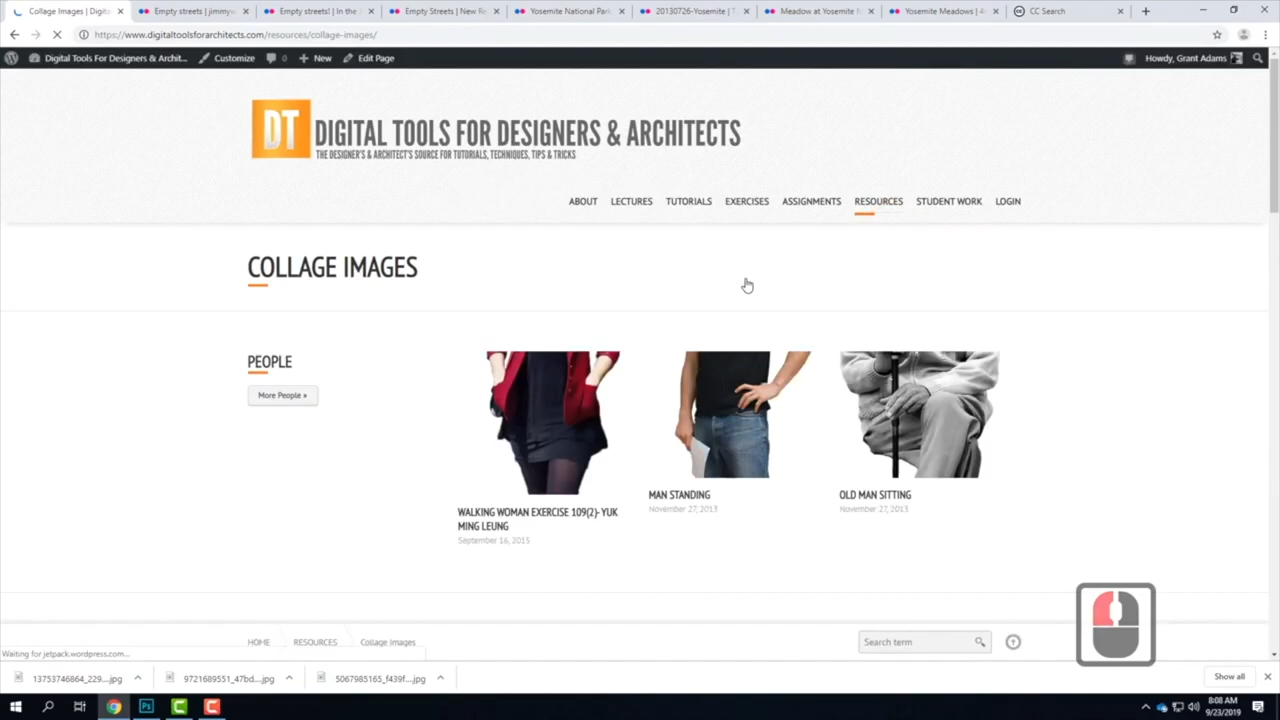 Collage Images | Digita
Empty streets | jimmyw
Empty streets! | In the
Empty Streets | New Re
Yosemite National Park
20130726-Yosemite | T
Meadow at Yosemite
Yosemite Meadows | 4
CC Search
https://www.digitaltoolsforarchitects.com/resources/collage-images/
Digital Tools For Designers & Archit...
Customize
0
New
Edit Page
Howdy, Grant Adams
DT
DIGITAL TOOLS FOR DESIGNERS & ARCHITECTS
THE DESIGNER'S & ARCHITECT'S SOURCE FOR TUTORIALS, TECHNIQUES, TIPS & TRICKS
ABOUT LECTURES TUTORIALS EXERCISES ASSIGNMENTS RESOURCES STUDENT WORK LOGIN
COLLAGE IMAGES
PEOPLE
More People »
WALKING WOMAN EXERCISE 109(2)- YUK
MING LEUNG
September 16, 2015
MAN STANDING
November 27, 2013
OLD MAN SITTING
November 27, 2013
HOME RESOURCES Collage Images
Search term
Waiting for jetpack.wordpress.com...
13753746864_229....jpg
9721689551_47bd....jpg
5067985165_f439f....jpg
Show all
8:08 AM
9/23/2019